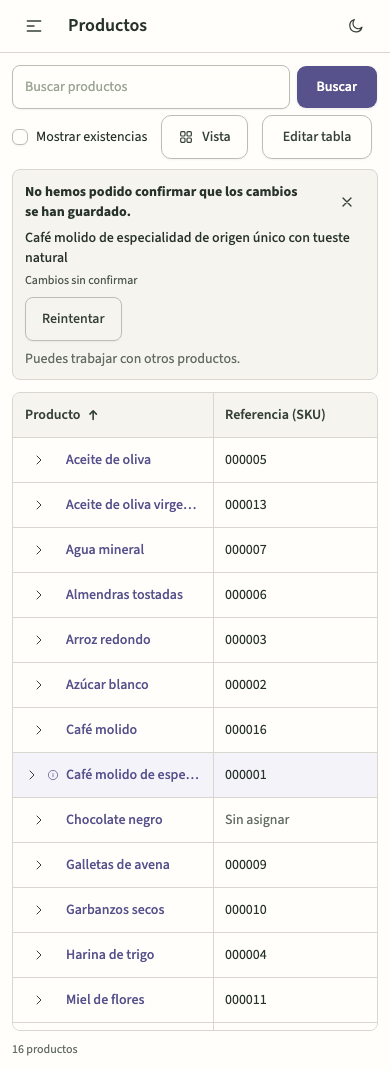 Productos
Buscar productos
Buscar
Mostrar existencias
Vista
Editar tabla
No hemos podido confirmar que los cambios
se han guardado.
Café molido de especialidad de origen único con tueste
natural
Cambios sin confirmar
Reintentar
Puedes trabajar con otros productos.
Producto ↑ Referencia (SKU)
Aceite de oliva 000005
Aceite de oliva virge... 000013
Agua mineral 000007
Almendras tostadas 000006
Arroz redondo 000003
Azúcar blanco 000002
Café molido 000016
Café molido de espe... 000001
Chocolate negro Sin asignar
Galletas de avena 000009
Garbanzos secos 000010
Harina de trigo 000004
Miel de flores 000011
16 productos